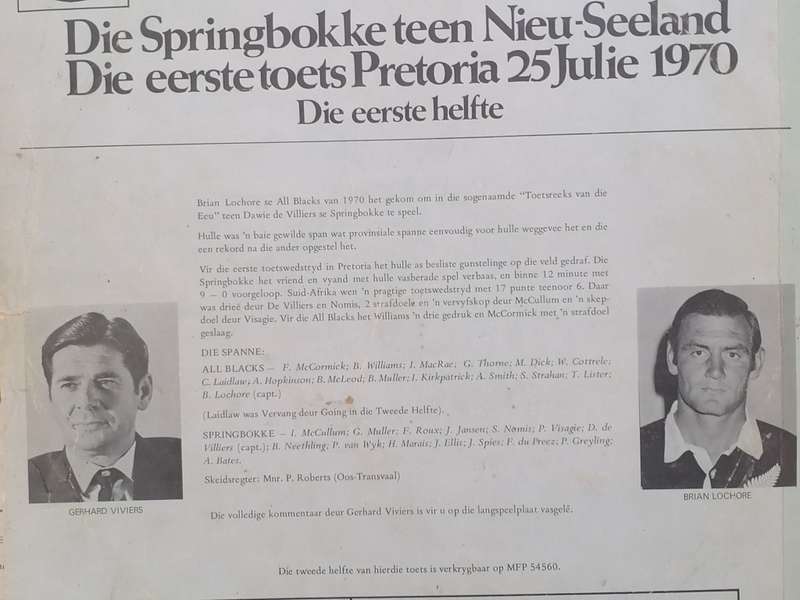 Die Springbokke teen Nieu-Seeland
Die eerste toets Pretoria 25 Julie 1970
Die eerste helfte
Brian Lochore se All Blacks van 1970 het gekom om in die sogenaamde "Toetsreeks van die
Eeu" teen Dawie de Villiers se Springbokke te speel.
Hulle was 'n baie gewilde span wat provinsiale spanne eenvoudig voor hulle weggevee het en die
een rekord na die ander opgestel het.
Vir die eerste toetswedstryd in Pretoria het hulle as besliste gunstelinge op die veld gedraf. Die
Springbokke het vriend en vyand met hulle vasberade spel verbaas, en binne 12 minute met
9 – 0 voorgeloop. Suid-Afrika wen 'n pragtige toetswedstryd met 17 punte teenoor 6. Daar
was drieë deur De Villiers en Nomis, 2 strafdoele en 'n vervyfskop deur McCullum en 'n skep-
doel deur Visagie. Vir die All Blacks het Williams 'n drie gedruk en McCormick met 'n strafdoel
geslaag.
DIE SPANNE:
ALL BLACKS – F. McCormick; B. Williams; I. MacRae; G. Thorne; M. Dick; W. Cottrele;
C. Laidlaw; A. Hopkinson; B. McLeod; B. Muller; I. Kirkpatrick; A. Smith; S. Strahan; T. Lister;
B. Lochore (capt.)
(Laidlaw was Vervang deur Going in die Tweede Helfte).
SPRINGBOKKE – I. McCullum; G. Muller; F. Roux; J. Jansen; S. Nomis; P. Visagie; D. de
Villiers (capt.); B. Neethling; P. van Wyk; H. Marais; J. Ellis; J. Spies; F. du Preez; P. Greyling;
A. Bates.
Skeidsregter: Mnr. P. Roberts (Oos-Transvaal)
GERHARD VIVIERS
BRIAN LOCHORE
Die volledige kommentaar deur Gerhard Viviers is vir u op die langspeelplaat vasgelê.
Die tweede helfte van hierdie toets is verkrygbaar op MFP 54560.